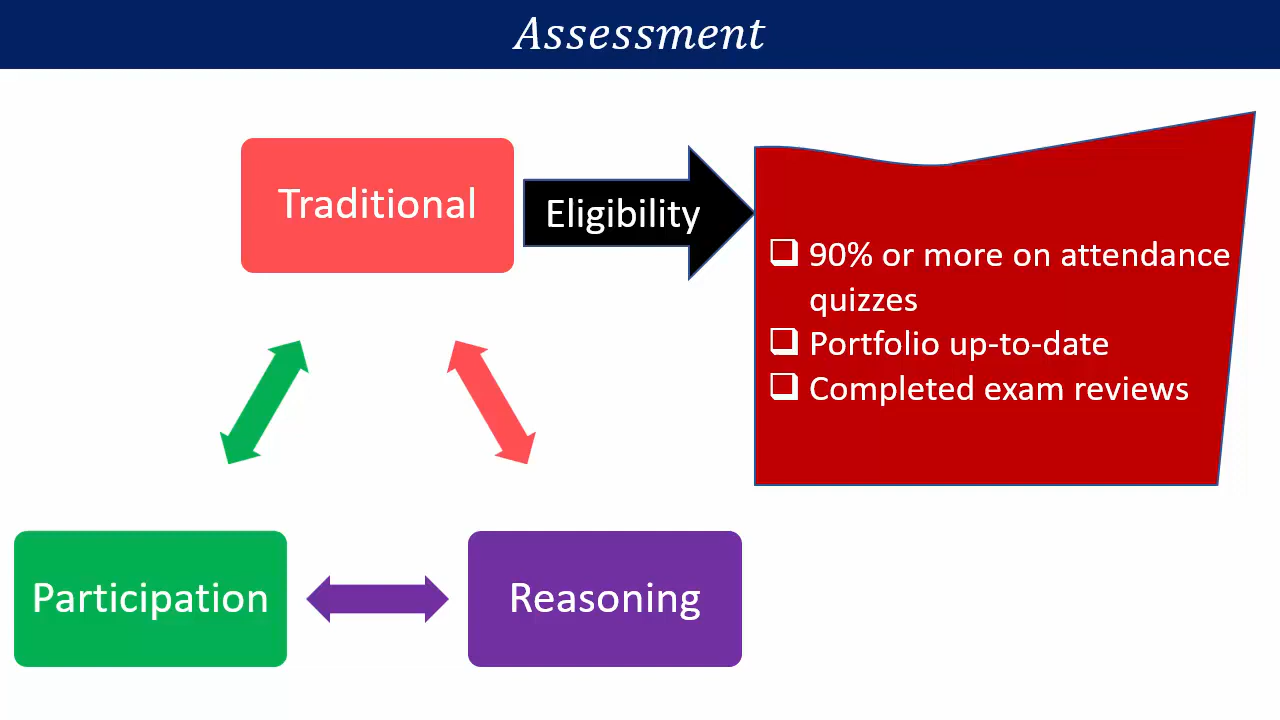 Assessment
Traditional
Eligibility
90% or more on attendance
quizzes
Portfolio up-to-date
Completed exam reviews
Participation
Reasoning